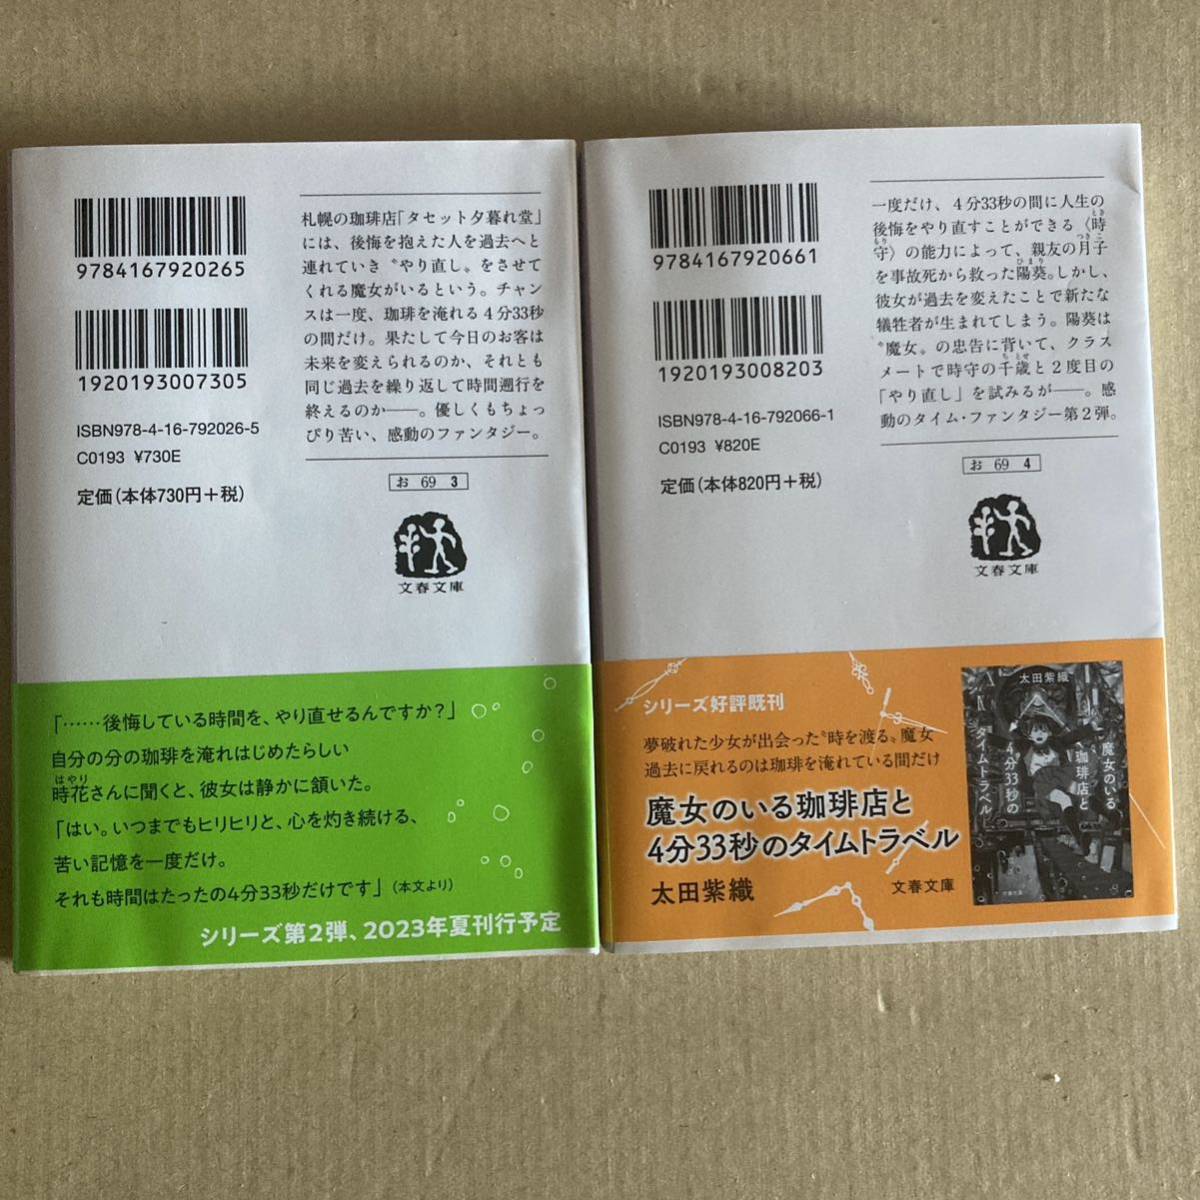 9784167920265
1920193007305
ISBN978-4-16-792026-5
C0193 ¥730E
定価(本体730円+税)
札幌の珈琲店「タセット夕暮れ堂」
には、後悔を抱えた人を過去へと
連れていき〝やり直し〟をさせて
くれる魔女がいるという。チャン
スは一度、珈琲を淹れる4分33秒
の間だけ。果たして今日のお客は
未来を変えられるのか、それとも
同じ過去を繰り返して時間遡行を
終えるのか――。優しくもちょっ
ぴり苦い、感動のファンタジー。
お 69 3
文春文庫
「……後悔している時間を、やり直せるんですか?」
自分の分の珈琲を淹れはじめたらしい
はやり
時花さんに聞くと、彼女は静かに頷いた。
「はい。いつまでもヒリヒリと、心を灼き続ける、
苦い記憶を一度だけ。
それも時間はたったの4分33秒だけです」(本文より)
シリーズ第2弾、2023年夏刊行予定
9784167920661
1920193008203
ISBN978-4-16-792066-1
C0193 ¥820E
定価(本体820円+税)
一度だけ、4分33秒の間に人生の
とき
後悔をやり直すことができる〈時
もり つきこ
守〉の能力によって、親友の月子
ひまり
を事故死から救った陽葵。しかし、
彼女が過去を変えたことで新たな
犠牲者が生まれてしまう。陽葵は
〝魔女〟の忠告に背いて、クラス
ちとせ
メートで時守の千歳と2度目の
「やり直し」を試みるが――。感
動のタイム・ファンタジー第2弾。
お 69 4
文春文庫
シリーズ好評既刊
夢破れた少女が出会った〝時を渡る〟魔女
過去に戻れるのは珈琲を淹れている間だけ
魔女のいる珈琲店と
4分33秒のタイムトラベル
太田紫織
文春文庫
太田紫織
魔女のいる
珈琲店と
4分33秒の
タイムトラベル
文春文庫